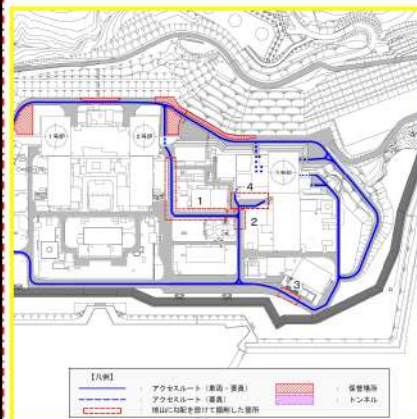 1号炉
2号炉
3号炉
1
4
2
3
【凡例】
: アクセスルート（車両・要員）
: アクセスルート（要員）
: 地山に勾配を設けて掘削した箇所
: 保管場所
: トンネル